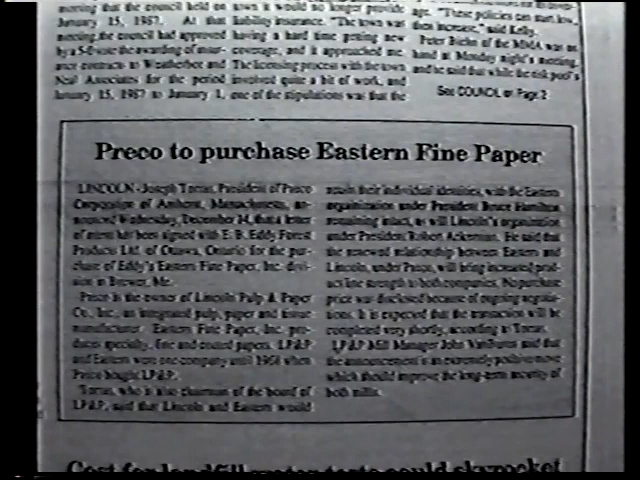 meeting that the council held on
January 15, 1987. At that
meeting, the council had approved
by a 5-0 vote the awarding of insur-
ance contracts to Weatherbee and
Neal Associates for the period
January 15, 1987 to January 1,
town it would no longer provide
liability insurance. "The town was
having a hard time getting new
coverage, and it approached me
The licensing process with the town
involved quite a bit of work, and
one of the stipulations was that the
age. "These policies can start low,
then increase," said Kelly.
Peter of the MMA was on
hand at Monday night's meeting,
and he said that while the risk pool's
See COUNCIL on Page 2
Preco to purchase Eastern Fine Paper
LINCOLN - Joseph Torras, President of Preco
Corporation of Amherst, Massachusetts, an-
nounced Wednesday, December 14, that a letter
of intent has been signed with E. B. Eddy Forest
Products Ltd. of Ottawa, Ontario for the pur-
chase of Eddy's Eastern Fine Paper, Inc. divi-
sion in Brewer, Me.
Preco is the owner of Lincoln Pulp & Paper
Co., Inc., an integrated pulp, paper and tissue
manufacturer. Eastern Fine Paper, Inc. pro-
duces specialty, fine and coated papers. LP&P
and Eastern were one company until 1968 when
Preco bought LP&P.
Torras, who is also chairman of the board of
LP&P, said that Lincoln and Eastern would
retain their individual identities, with the Eastern
organization under President Bruce Hamilton
remaining intact, as will Lincoln's organization
under President Robert Ackerman. He said that
the renewed relationship between Eastern and
Lincoln, under Preco, will bring increased prod-
uct line strength to both companies. No purchase
price was disclosed because of ongoing negotia-
tions. It is expected that the transaction will be
completed very shortly, according to Torras.
LP&P Mill Manager John VanBuren said that
the announcement is an extremely positive move
which should improve the long-term security of
both mills.
Cost for landfill water tests could skyrocket